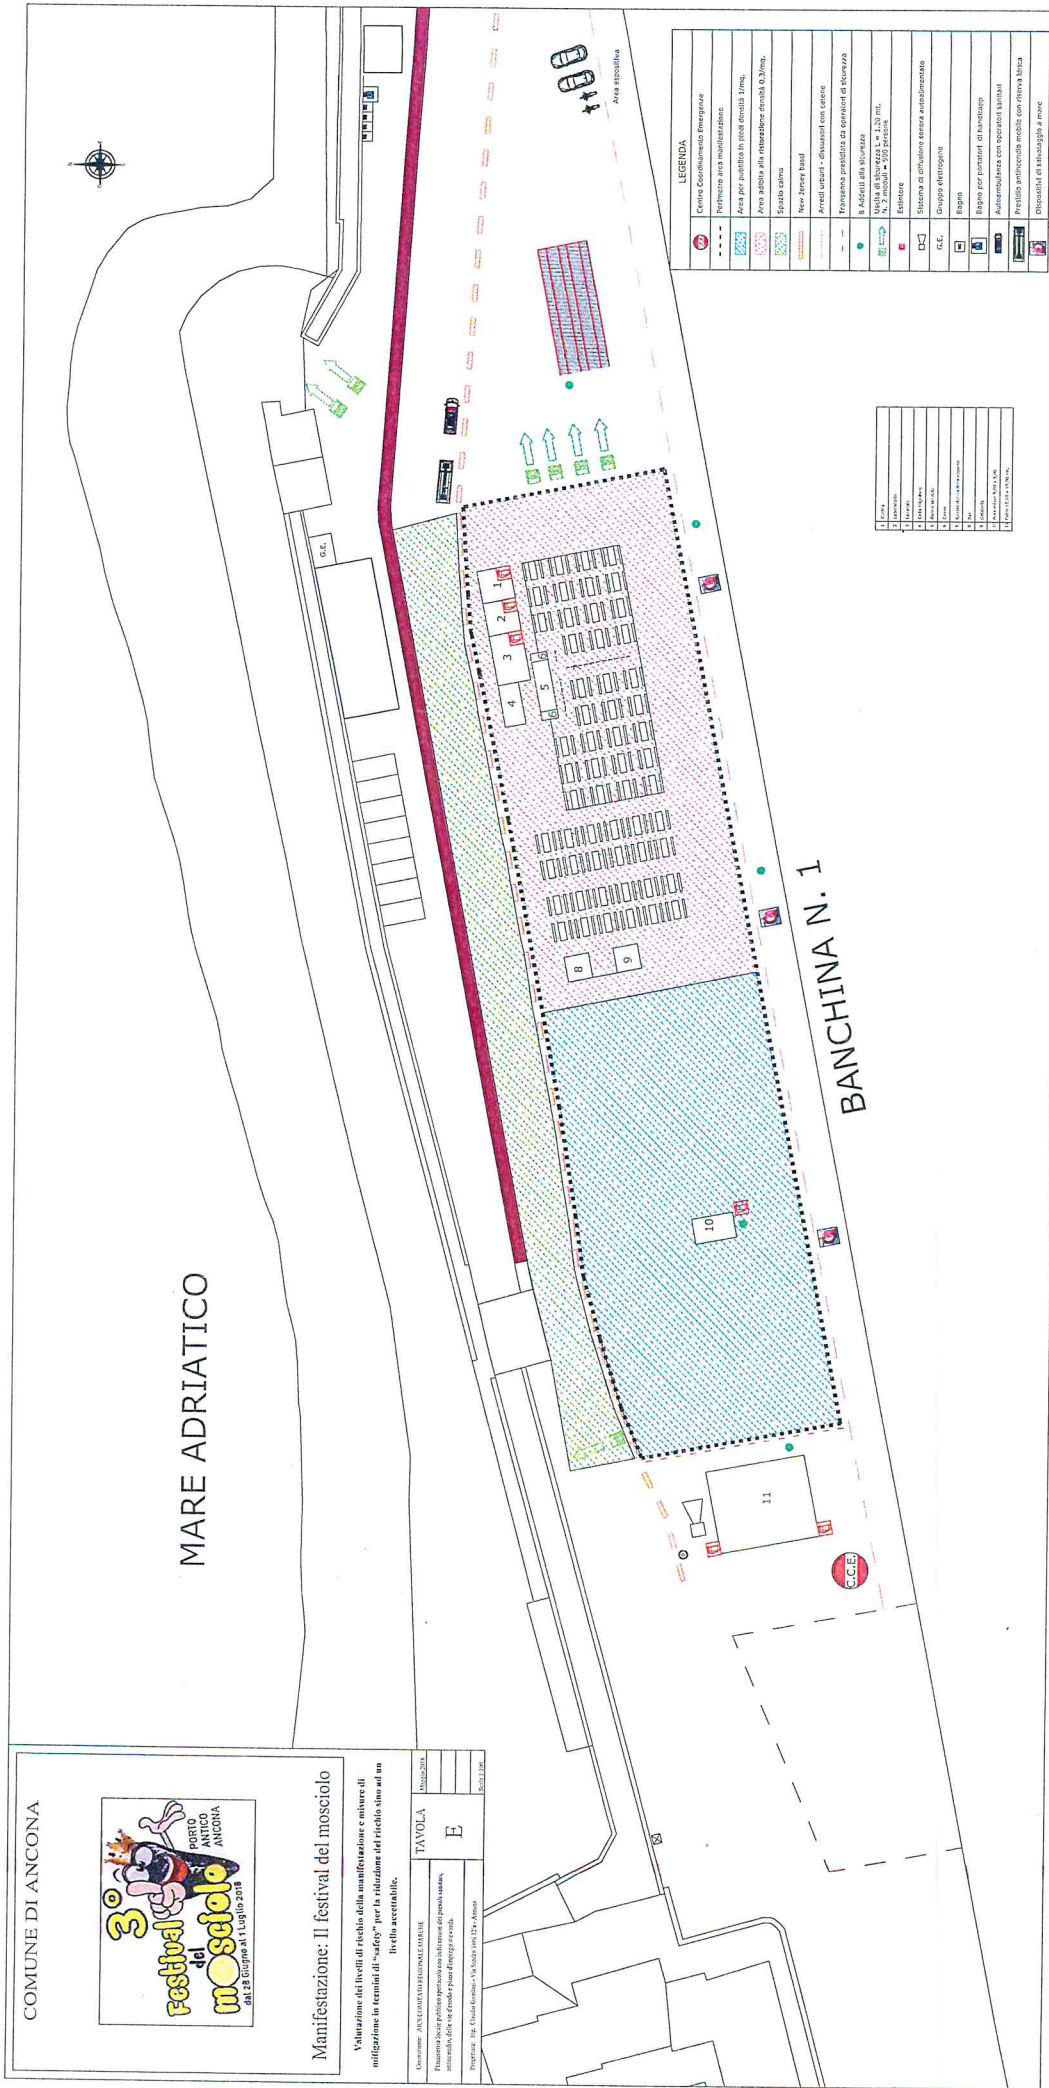 COMUNE DI ANCONA
3°
Festival
del
mosciolo
dal 28 Giugno al 1 Luglio 2018
PORTO
ANTICO
ANCONA
Manifestazione: Il festival del mosciolo
Valutazione dei livelli di rischio della manifestazione e misure di
mitigazione in termini di "safety" per la riduzione del rischio sino ad un
livello accettabile.
TAVOLA
E
Maggio 2018
MARE ADRIATICO
BANCHINA N. 1
Area espositiva
G.E.
1
2
3
4
5
6
6
7
8
9
10
11
C.C.E.
LEGENDA
Centro Coordinamento Emergenze
Perimetro area manifestazione
Area per pubblico in piedi densità 1/mq.
Area adibita alla ristorazione densità 0.3/mq.
Spazio calmo
New Jersey bassi
Arredi urbani - dissuasori con catene
Transenna presidiata da operatori di sicurezza
8 Addetti alla sicurezza
Uscita di sicurezza L = 1.20 ml.
N. 2 moduli = 500 persone
Estintore
Sistema di diffusione sonora autoalimentato
G.E.
Gruppo elettrogeno
Bagno
Bagno per portatori di handicapp
Autoambulanza con operatori sanitari
Presidio antincendio mobile con riserva idrica
Dispositivi di salvataggio a mare